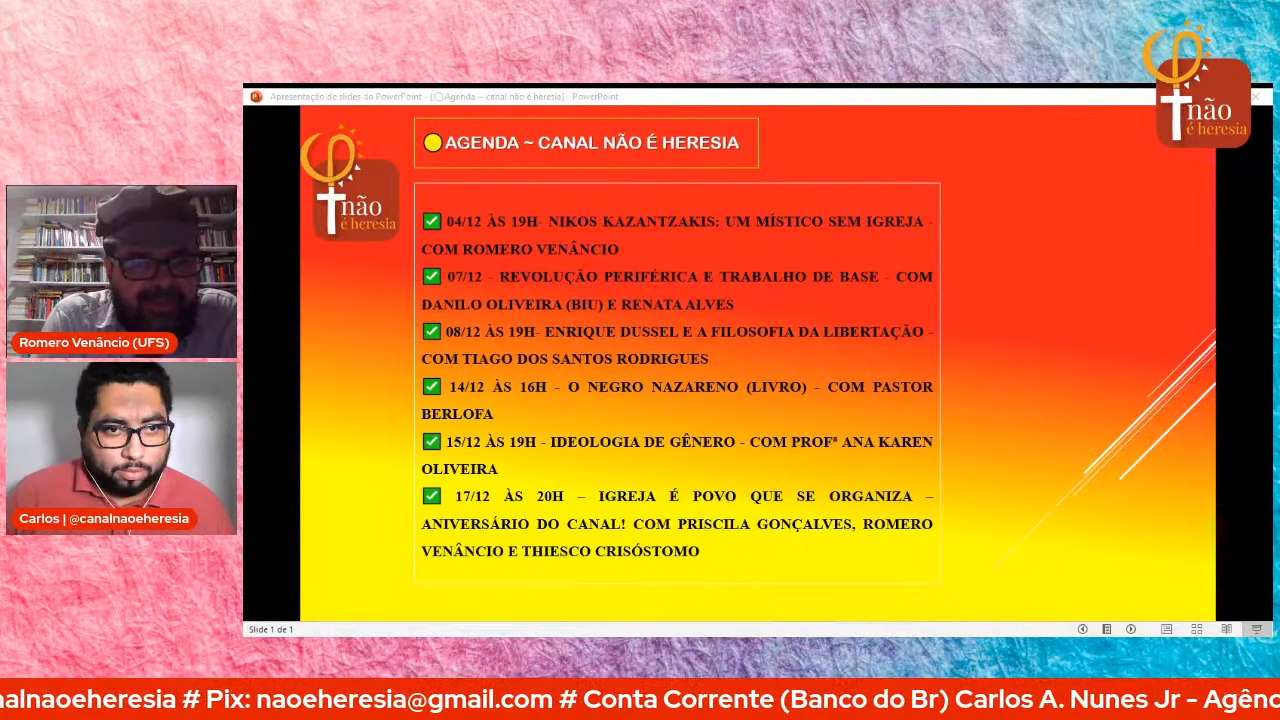 não
é heresia
Apresentação de slides do PowerPoint - [Agenda ~ canal não é heresia] - PowerPoint
não
é heresia
AGENDA ~ CANAL NÃO É HERESIA
04/12 ÀS 19H- NIKOS KAZANTZAKIS: UM MÍSTICO SEM IGREJA -
COM ROMERO VENÂNCIO
07/12 - REVOLUÇÃO PERIFÉRICA E TRABALHO DE BASE - COM
DANILO OLIVEIRA (BIU) E RENATA ALVES
08/12 ÀS 19H- ENRIQUE DUSSEL E A FILOSOFIA DA LIBERTAÇÃO -
COM TIAGO DOS SANTOS RODRIGUES
14/12 ÀS 16H - O NEGRO NAZARENO (LIVRO) - COM PASTOR
BERLOFA
15/12 ÀS 19H - IDEOLOGIA DE GÊNERO - COM PROFª ANA KAREN
OLIVEIRA
17/12 ÀS 20H – IGREJA É POVO QUE SE ORGANIZA –
ANIVERSÁRIO DO CANAL! COM PRISCILA GONÇALVES, ROMERO
VENÂNCIO E THIESCO CRISÓSTOMO
Romero Venâncio (UFS)
Carlos | @canalnaoeheresia
Slide 1 de 1
nalnaoeheresia # Pix: naoeheresia@gmail.com # Conta Corrente (Banco do Br) Carlos A. Nunes Jr - Agênc